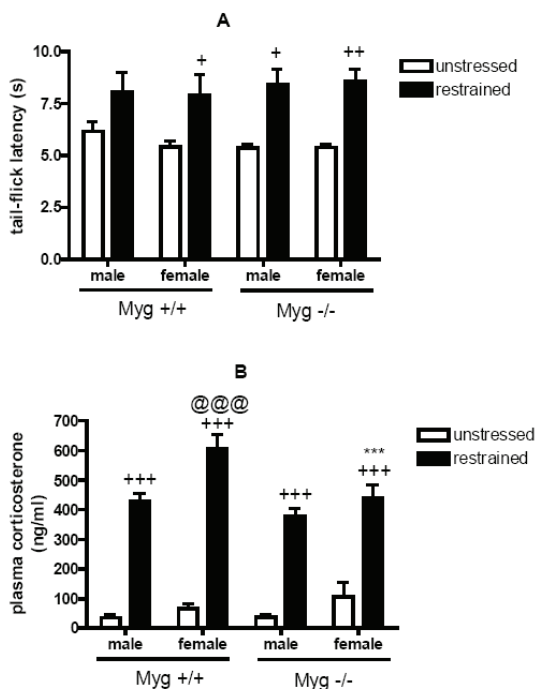 A
tail-flick latency (s)
10.0
7.5
5.0
2.5
0.0
+
+
++
unstressed
restrained
male
female
male
female
Myg +/+
Myg -/-
B
plasma corticosterone
(ng/ml)
700
600
500
400
300
200
100
0
@@@
+++
+++
+++
***
+++
unstressed
restrained
male
female
male
female
Myg +/+
Myg -/-